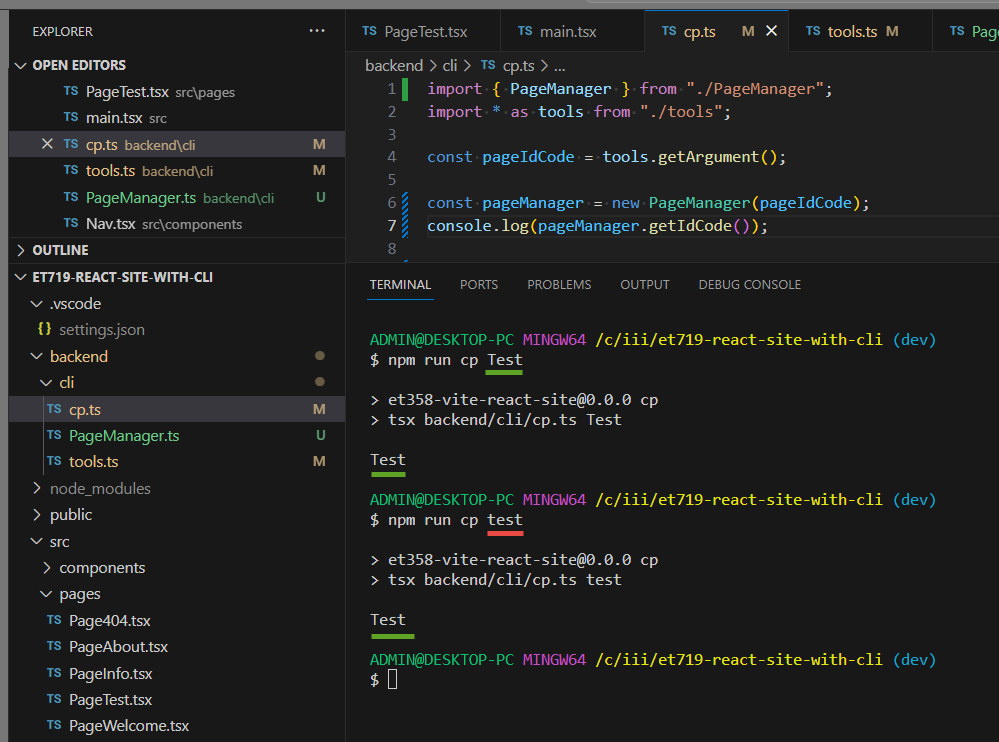 EXPLORER
OPEN EDITORS
TS PageTest.tsx src\pages
TS main.tsx src
TS cp.ts backend\cli M
TS tools.ts backend\cli M
TS PageManager.ts backend\cli U
TS Nav.tsx src\components
OUTLINE
ET719-REACT-SITE-WITH-CLI
.vscode
{} settings.json
backend
cli
TS cp.ts M
TS PageManager.ts U
TS tools.ts M
node_modules
public
src
components
pages
TS Page404.tsx
TS PageAbout.tsx
TS PageInfo.tsx
TS PageTest.tsx
TS PageWelcome.tsx
TS PageTest.tsx TS main.tsx TS cp.ts M TS tools.ts M TS Page
backend > cli > TS cp.ts > ...
1 import { PageManager } from "./PageManager";
2 import * as tools from "./tools";
3
4 const pageIdCode = tools.getArgument();
5
6 const pageManager = new PageManager(pageIdCode);
7 console.log(pageManager.getIdCode());
8
TERMINAL PORTS PROBLEMS OUTPUT DEBUG CONSOLE
ADMIN@DESKTOP-PC MINGW64 /c/iii/et719-react-site-with-cli (dev)
$ npm run cp Test
> et358-vite-react-site@0.0.0 cp
> tsx backend/cli/cp.ts Test
Test
ADMIN@DESKTOP-PC MINGW64 /c/iii/et719-react-site-with-cli (dev)
$ npm run cp test
> et358-vite-react-site@0.0.0 cp
> tsx backend/cli/cp.ts test
Test
ADMIN@DESKTOP-PC MINGW64 /c/iii/et719-react-site-with-cli (dev)
$